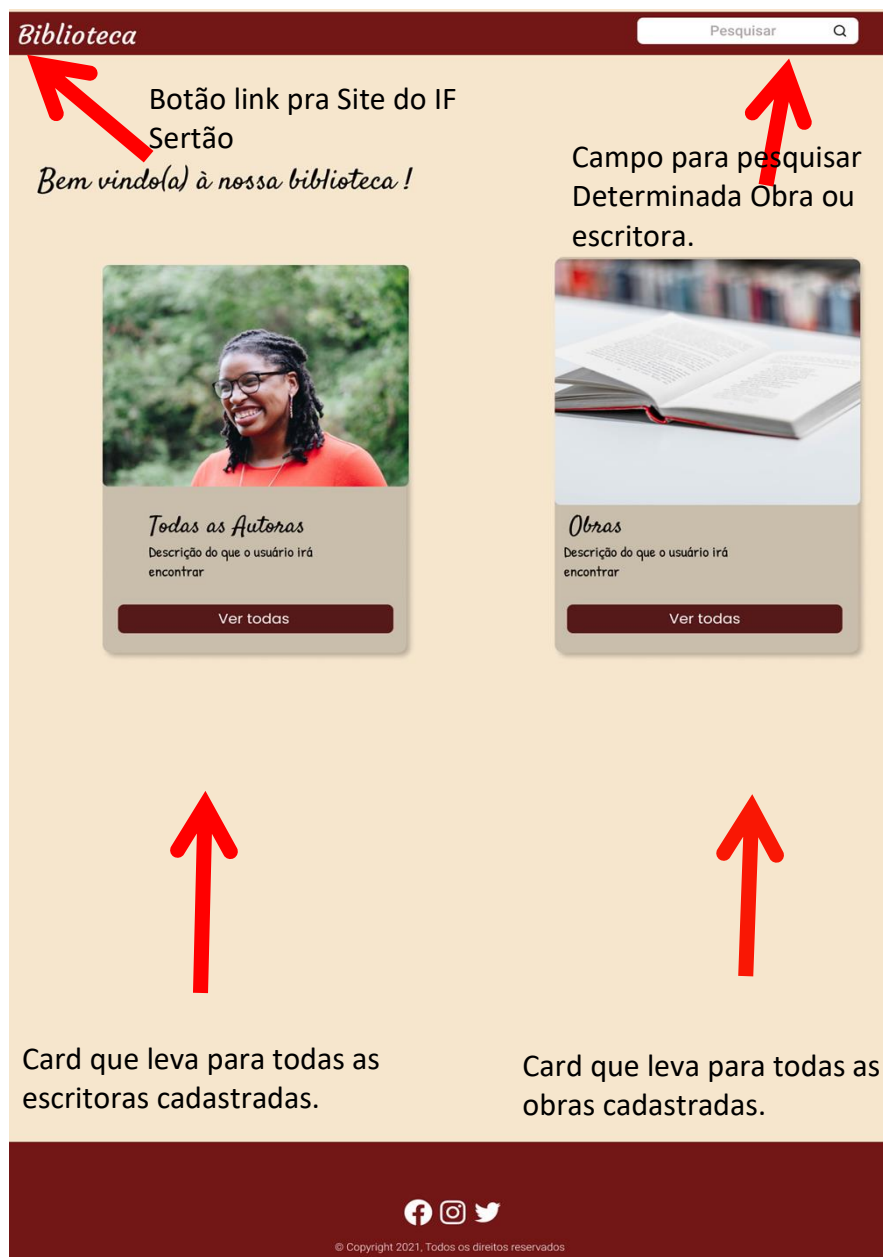 Biblioteca
Pesquisar
Botão link pra Site do IF
Sertão
Bem vindo(a) à nossa biblioteca !
Campo para pesquisar
Determinada Obra ou
escritora.
Todas as Autoras
Descrição do que o usuário irá
encontrar
Ver todas
Obras
Descrição do que o usuário irá
encontrar
Ver todas
Card que leva para todas as
escritoras cadastradas.
Card que leva para todas as
obras cadastradas.
© Copyright 2021, Todos os direitos reservados